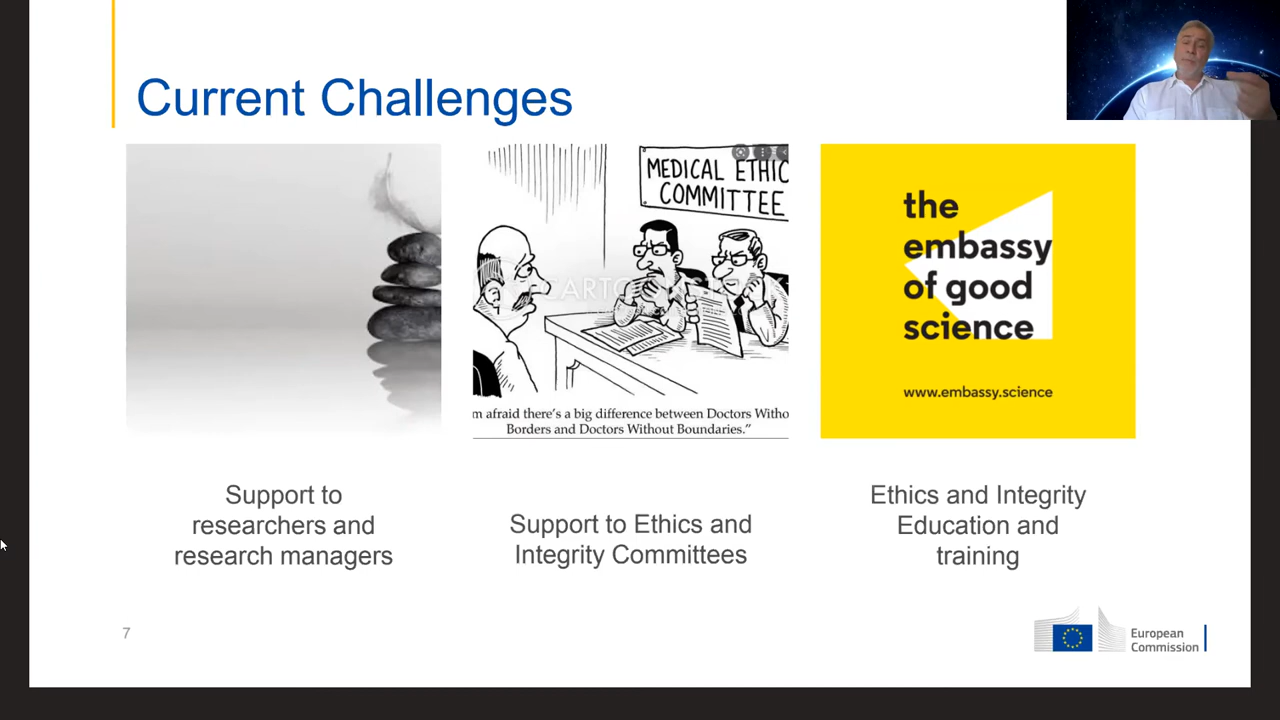 Current Challenges
MEDICAL ETHIC
COMMITTEE
CARTOONSTOCK
m afraid there's a big difference between Doctors Witho
Borders and Doctors Without Boundaries."
the
embassy
of good
science
www.embassy.science
Support to
researchers and
research managers
Support to Ethics and
Integrity Committees
Ethics and Integrity
Education and
training
7
European
Commission